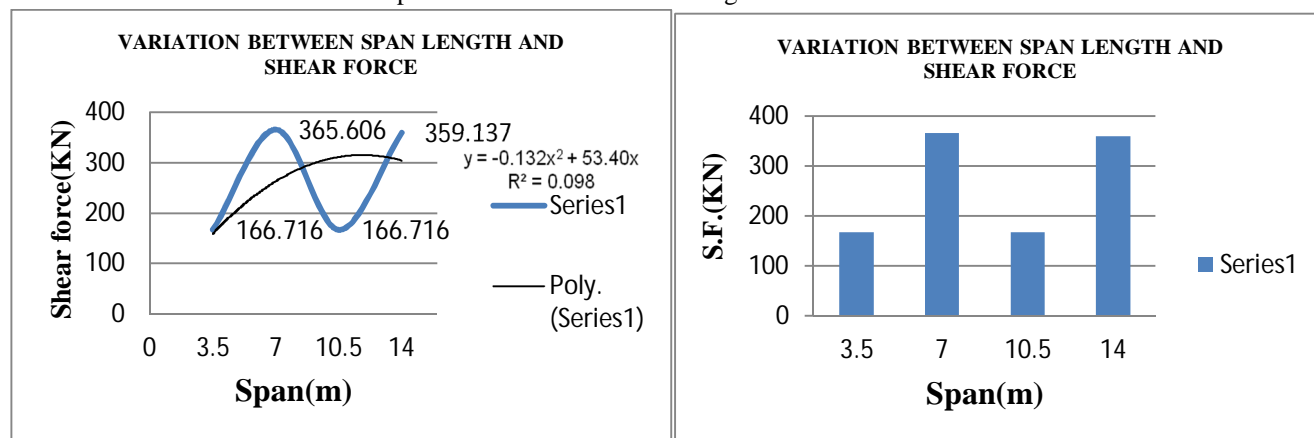 VARIATION BETWEEN SPAN LENGTH AND
SHEAR FORCE
Shear force(KN)
400
300
200
100
0
365.606
359.137
166.716
166.716
y = -0.132x² + 53.40x
R² = 0.098
Series1
Poly.
(Series1)
0 3.5 7 10.5 14
Span(m)
VARIATION BETWEEN SPAN LENGTH AND
SHEAR FORCE
S.F.(KN)
400
300
200
100
0
Series1
3.5 7 10.5 14
Span(m)